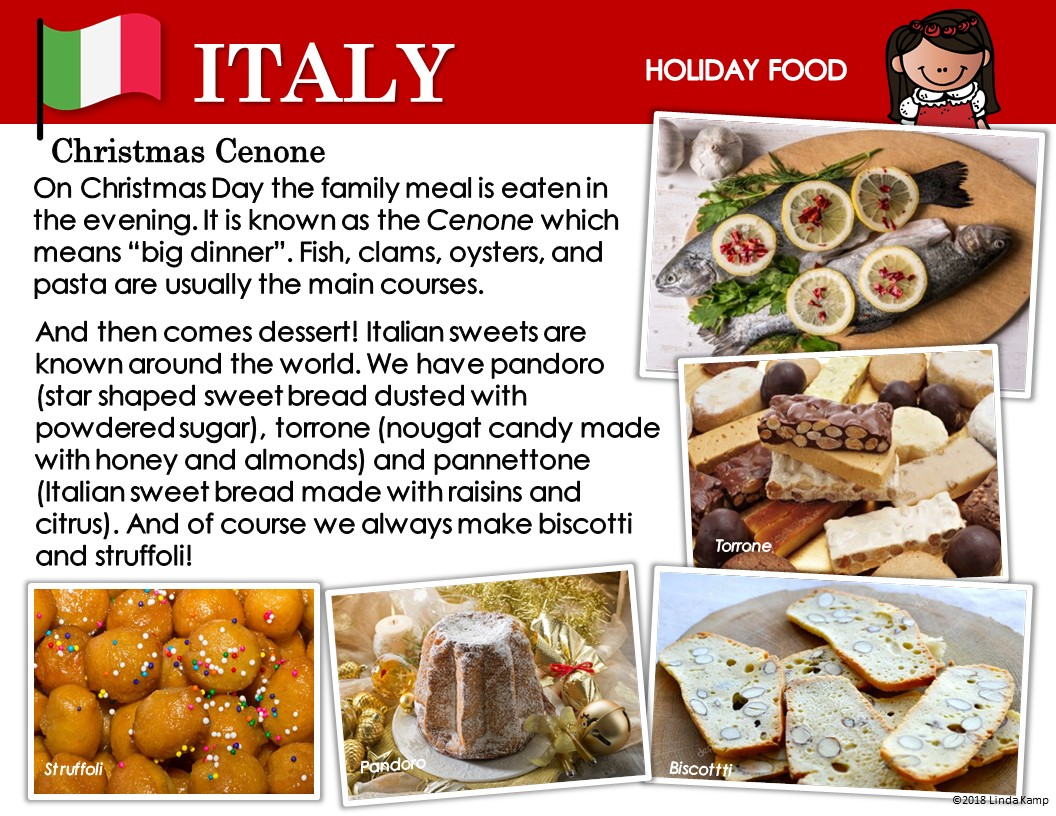 ITALY
HOLIDAY FOOD
Christmas Cenone
On Christmas Day the family meal is eaten in
the evening. It is known as the Cenone which
means “big dinner”. Fish, clams, oysters, and
pasta are usually the main courses.
And then comes dessert! Italian sweets are
known around the world. We have pandoro
(star shaped sweet bread dusted with
powdered sugar), torrone (nougat candy made
with honey and almonds) and pannettone
(Italian sweet bread made with raisins and
citrus). And of course we always make biscotti
and struffoli!
Torrone
Struffoli
Pandoro
Biscottti
©2018 Linda Kamp